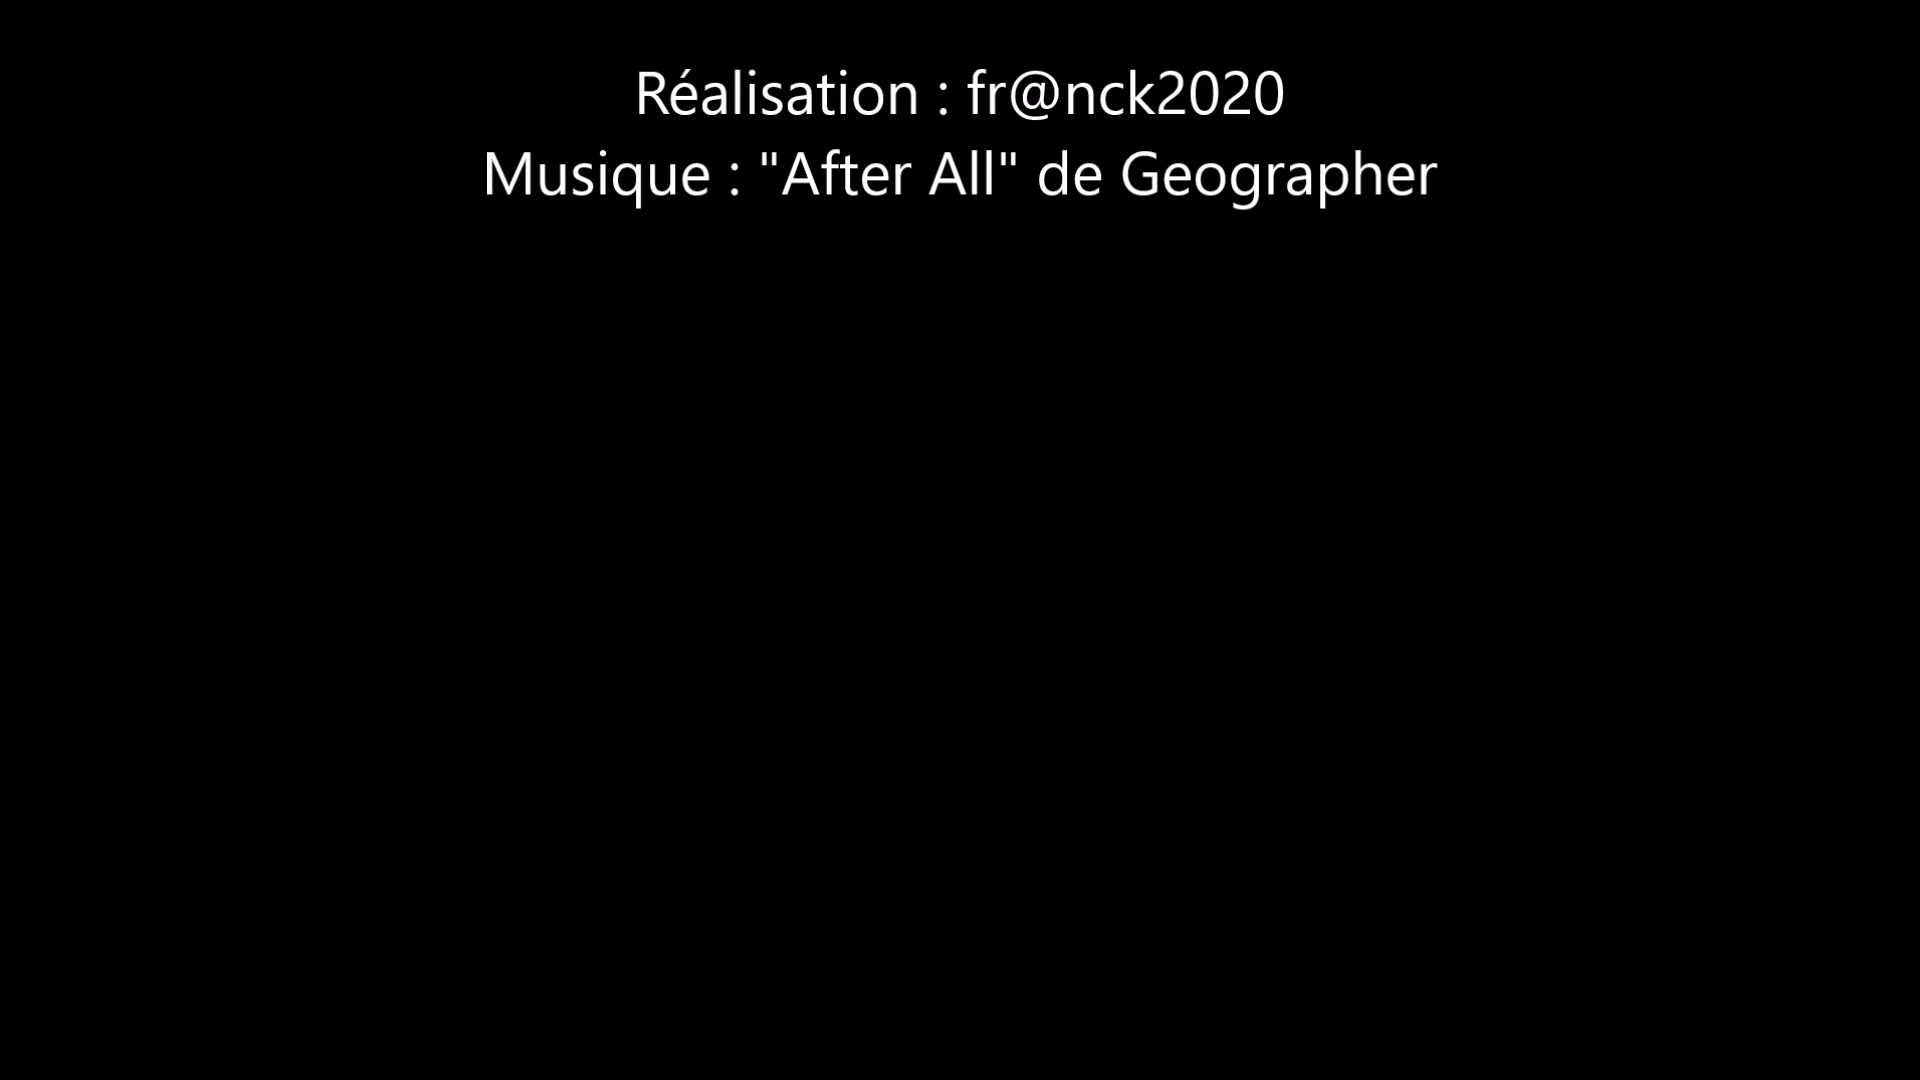 Réalisation : fr@nck2020
Musique : "After All" de Geographer